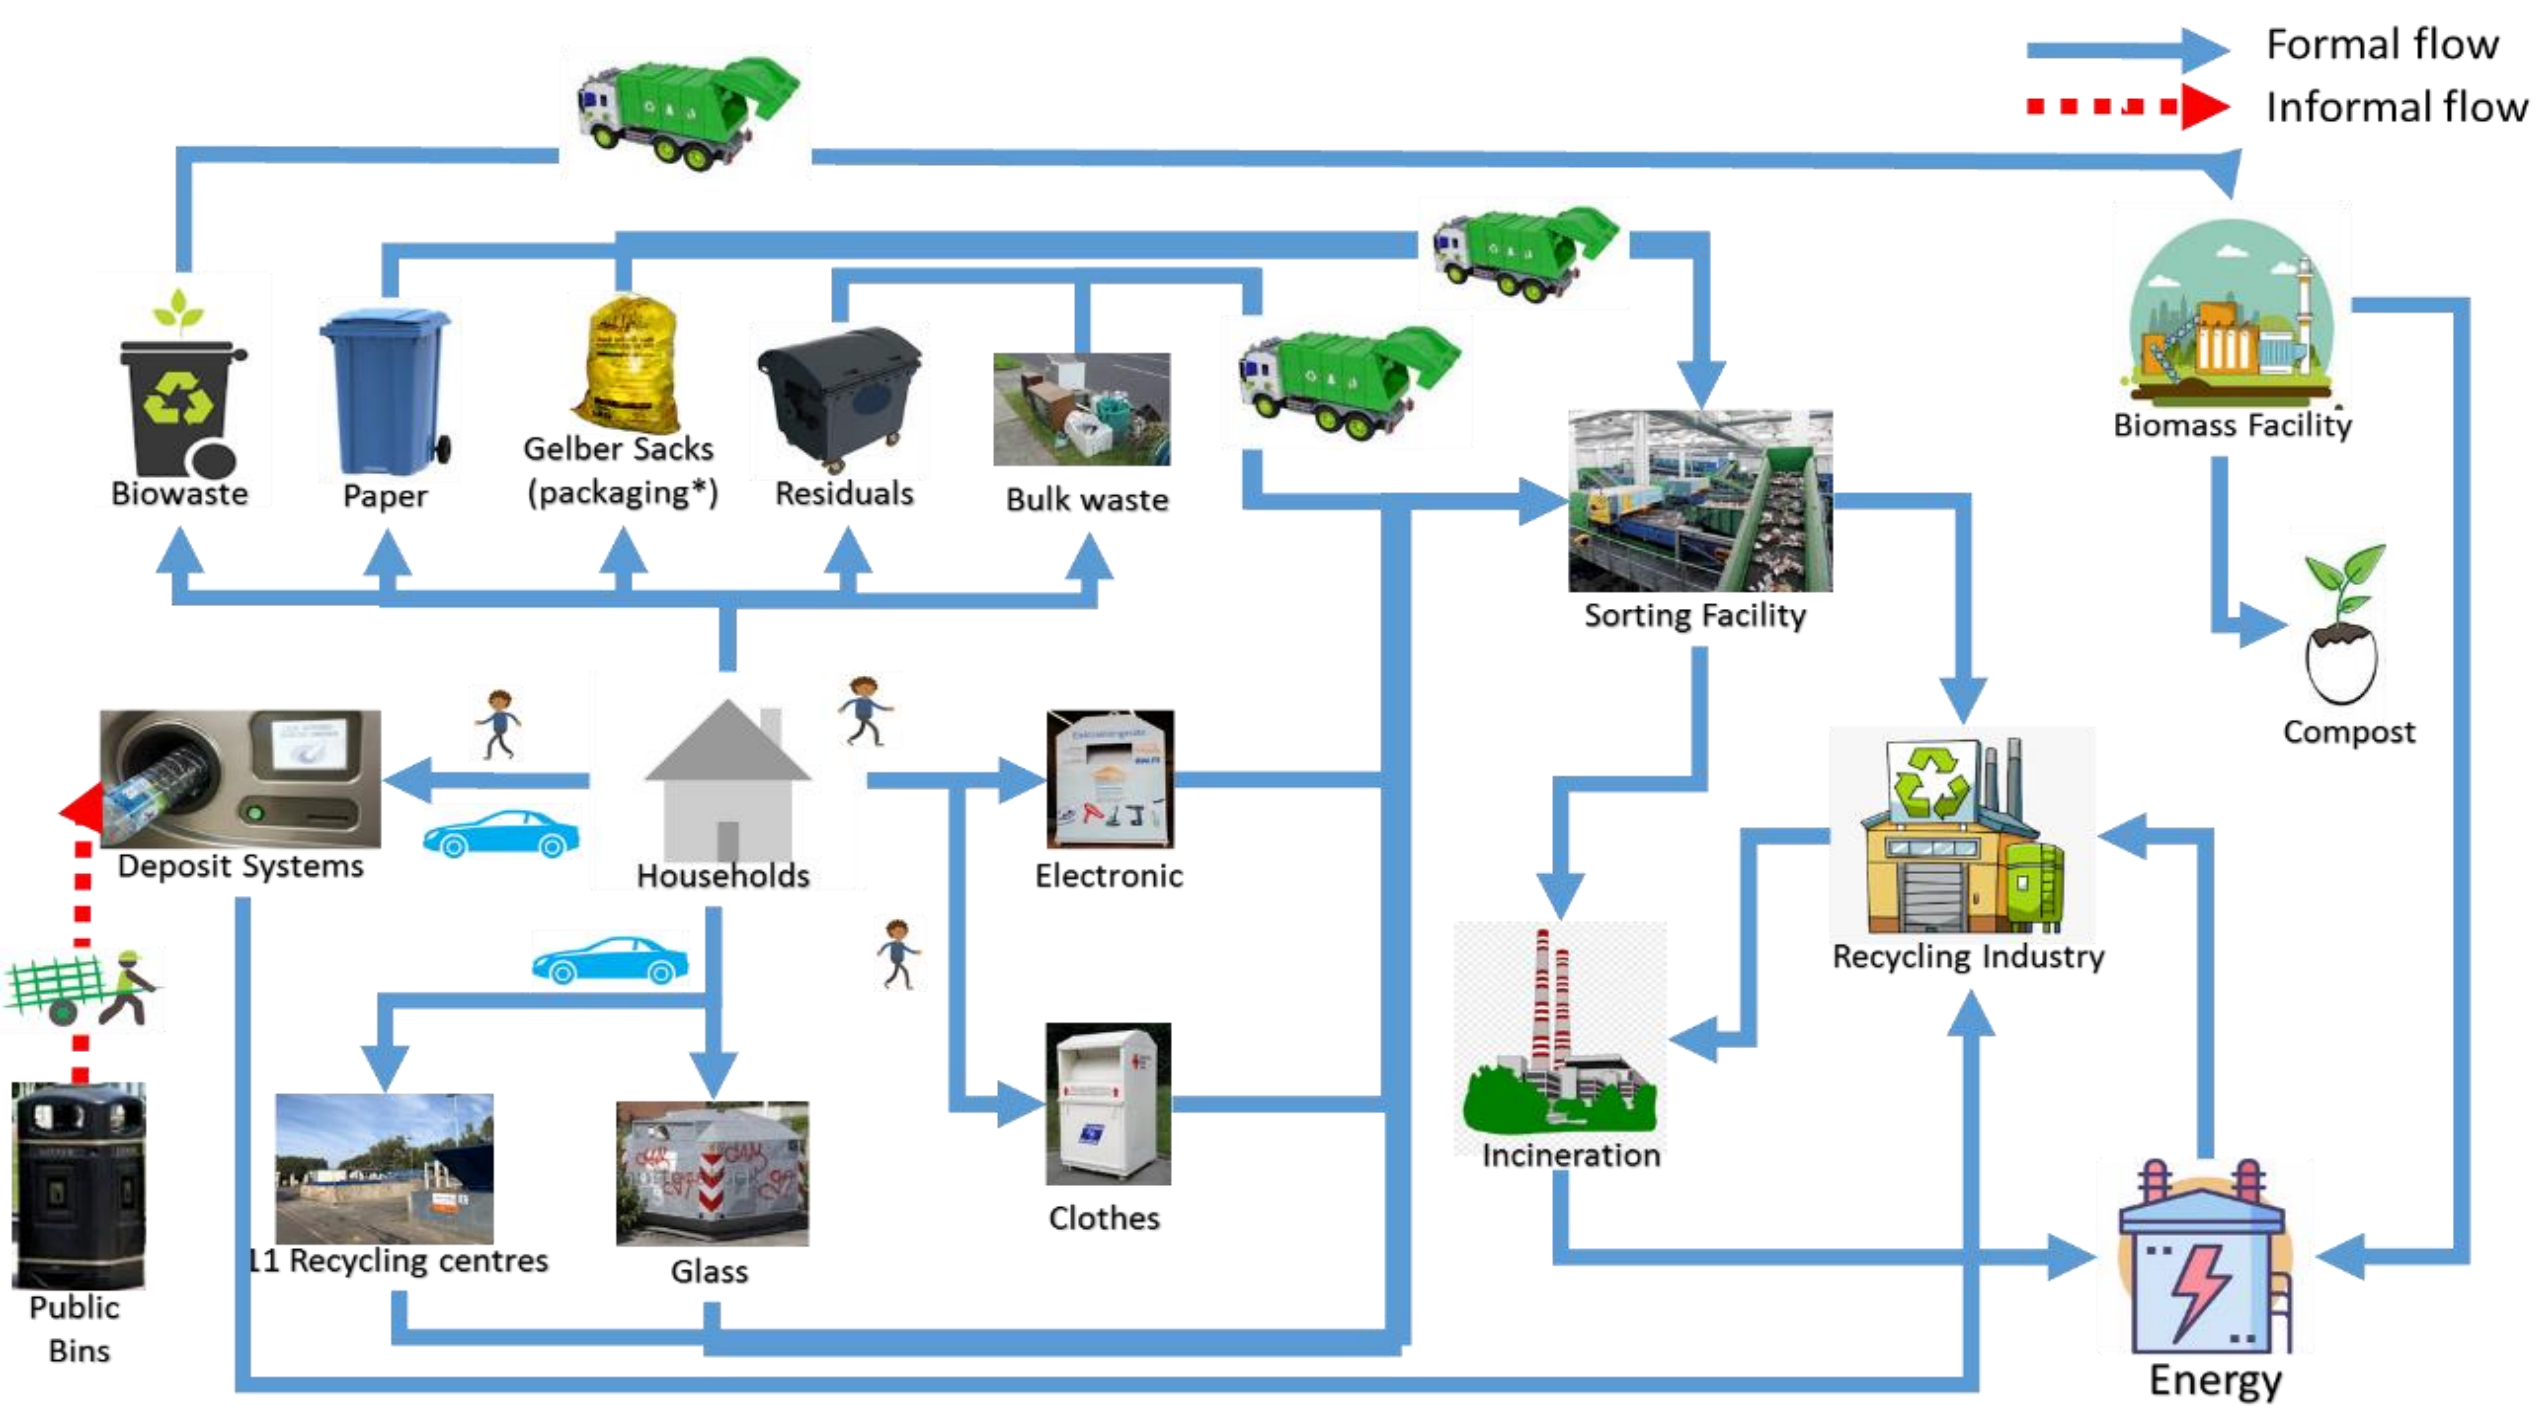 Formal flow
Informal flow
Biowaste
Paper
Gelber Sacks
(packaging*)
Residuals
Bulk waste
Biomass Facility
Sorting Facility
Compost
Deposit Systems
Households
Electronic
Recycling Industry
Incineration
Clothes
11 Recycling centres
Glass
Public
Bins
Energy